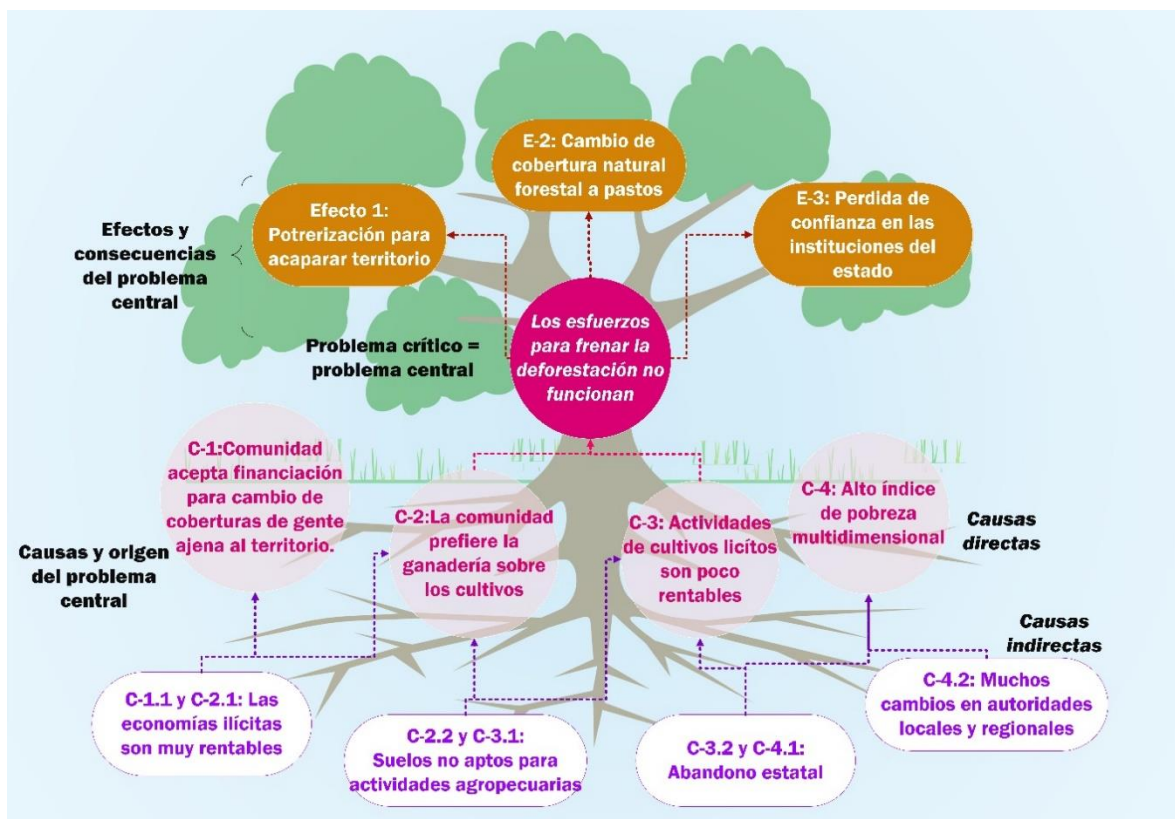 E-2: Cambio de
cobertura natural
forestal a pastos
Efecto 1:
Potrerización para
acaparar territorio
E-3: Perdida de
confianza en las
instituciones del
estado
Efectos y
consecuencias
del problema
central
Los esfuerzos
para frenar la
deforestación no
funcionan
Problema crítico =
problema central
C-1:Comunidad
acepta financiación
para cambio de
coberturas de gente
ajena al territorio.
C-2:La comunidad
prefiere la
ganadería sobre
los cultivos
C-3: Actividades
de cultivos licítos
son poco
rentables
C-4: Alto índice
de pobreza
multidimensional
Causas
directas
Causas y origen
del problema
central
Causas
indirectas
C-1.1 y C-2.1: Las
economías ilícitas
son muy rentables
C-2.2 y C-3.1:
Suelos no aptos para
actividades agropecuarias
C-3.2 y C-4.1:
Abandono estatal
C-4.2: Muchos
cambios en autoridades
locales y regionales